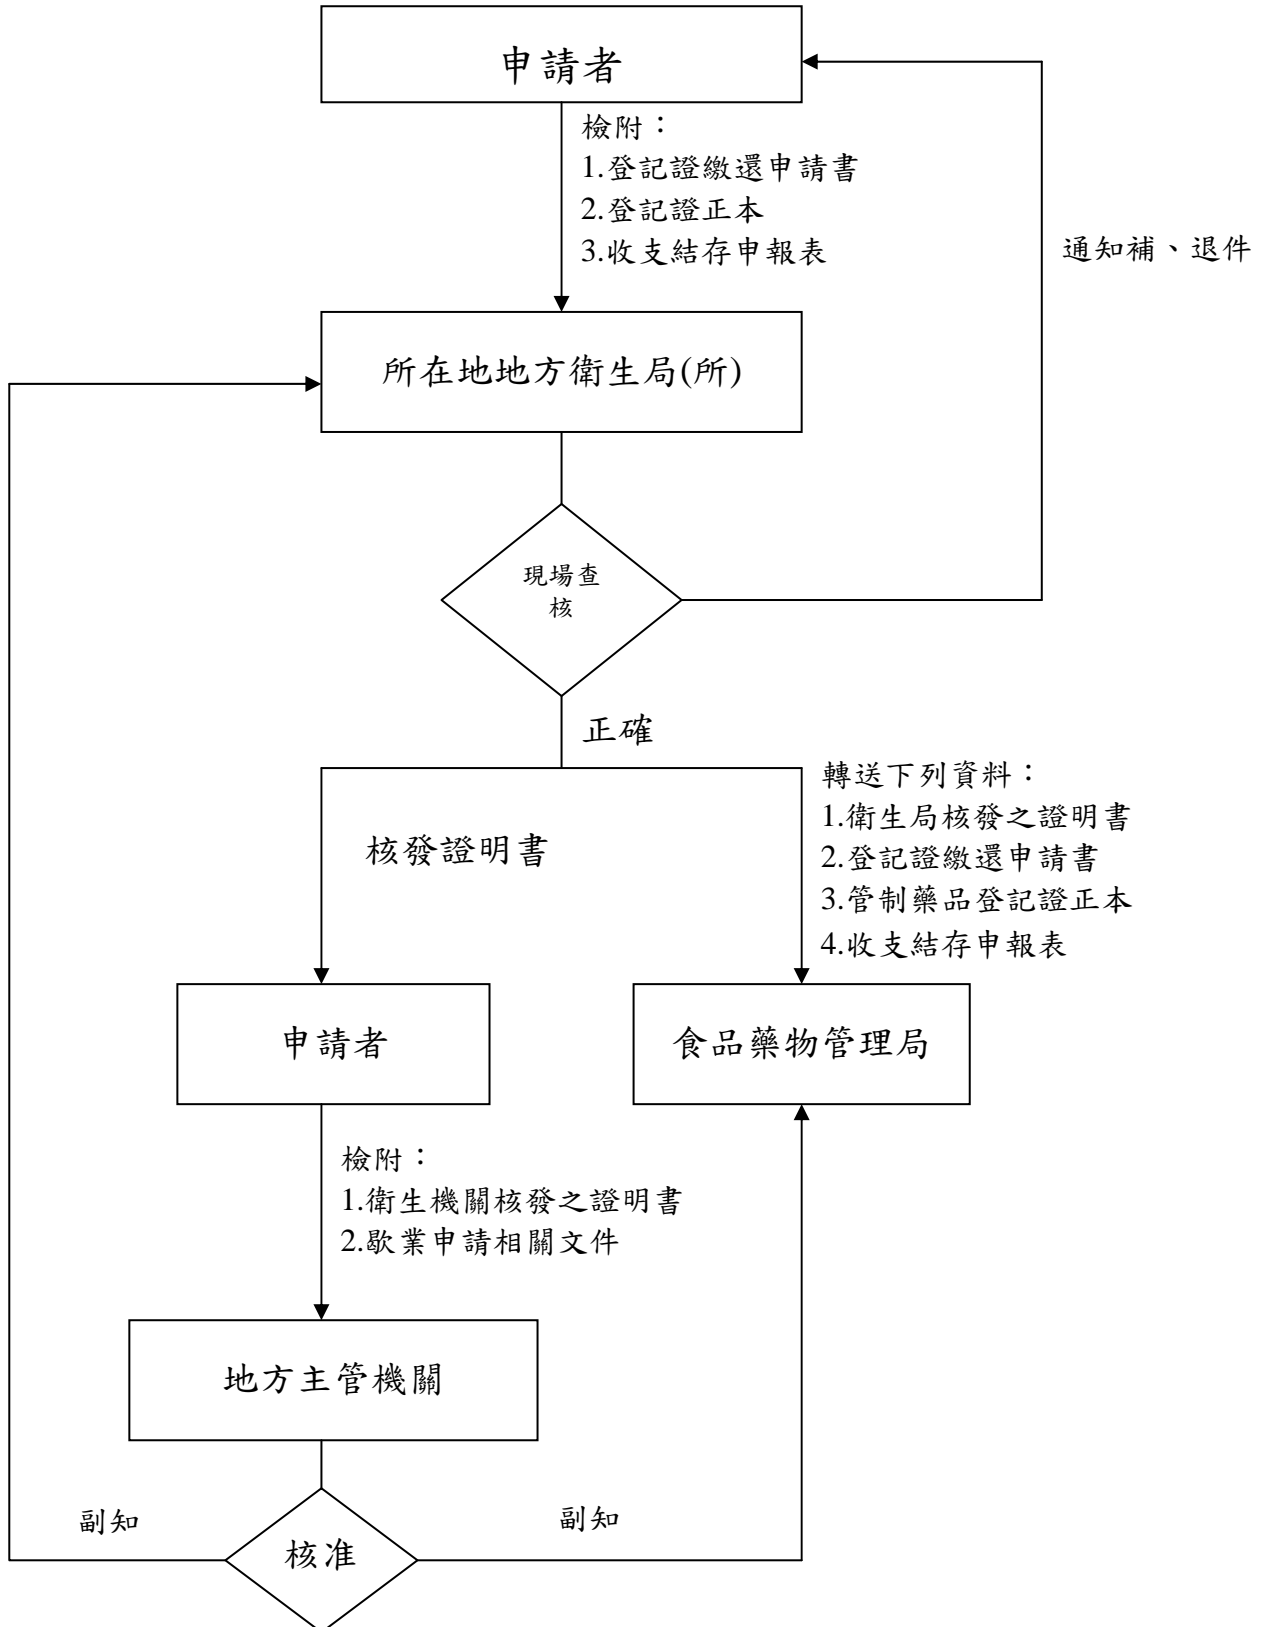 申請者
檢附：
1.登記證繳還申請書
2.登記證正本
3.收支結存申報表
通知補、退件
所在地地方衛生局(所)
現場查
核
正確
核發證明書
轉送下列資料：
1.衛生局核發之證明書
2.登記證繳還申請書
3.管制藥品登記證正本
4.收支結存申報表
申請者
食品藥物管理局
檢附：
1.衛生機關核發之證明書
2.歇業申請相關文件
地方主管機關
副知
副知
核准